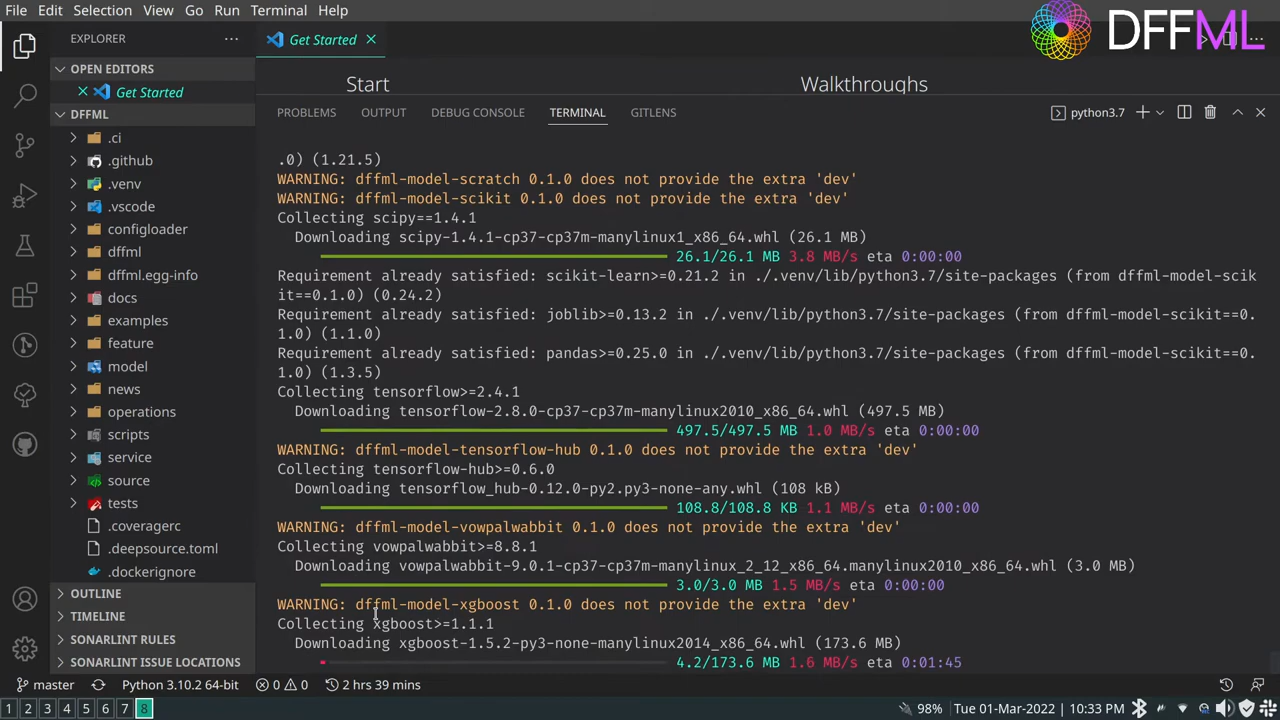 File Edit Selection View Go Run Terminal Help
DFFML
EXPLORER
Get Started
OPEN EDITORS
Get Started
DFFML
.ci
.github
.venv
.vscode
configloader
dffml
dffml.egg-info
docs
examples
feature
model
news
operations
scripts
service
source
tests
.coveragerc
.deepsource.toml
.dockerignore
OUTLINE
TIMELINE
SONARLINT RULES
SONARLINT ISSUE LOCATIONS
Start Walkthroughs
PROBLEMS OUTPUT DEBUG CONSOLE TERMINAL GITLENS python3.7
.0) (1.21.5)
WARNING: dffml-model-scratch 0.1.0 does not provide the extra 'dev'
WARNING: dffml-model-scikit 0.1.0 does not provide the extra 'dev'
Collecting scipy==1.4.1
Downloading scipy-1.4.1-cp37-cp37m-manylinux1_x86_64.whl (26.1 MB)
26.1/26.1 MB 3.8 MB/s eta 0:00:00
Requirement already satisfied: scikit-learn>=0.21.2 in ./.venv/lib/python3.7/site-packages (from dffml-model-scik
it==0.1.0) (0.24.2)
Requirement already satisfied: joblib>=0.13.2 in ./.venv/lib/python3.7/site-packages (from dffml-model-scikit==0.
1.0) (1.1.0)
Requirement already satisfied: pandas>=0.25.0 in ./.venv/lib/python3.7/site-packages (from dffml-model-scikit==0.
1.0) (1.3.5)
Collecting tensorflow>=2.4.1
Downloading tensorflow-2.8.0-cp37-cp37m-manylinux2010_x86_64.whl (497.5 MB)
497.5/497.5 MB 1.0 MB/s eta 0:00:00
WARNING: dffml-model-tensorflow-hub 0.1.0 does not provide the extra 'dev'
Collecting tensorflow-hub>=0.6.0
Downloading tensorflow_hub-0.12.0-py2.py3-none-any.whl (108 kB)
108.8/108.8 KB 1.1 MB/s eta 0:00:00
WARNING: dffml-model-vowpalwabbit 0.1.0 does not provide the extra 'dev'
Collecting vowpalwabbit>=8.8.1
Downloading vowpalwabbit-9.0.1-cp37-cp37m-manylinux_2_12_x86_64.manylinux2010_x86_64.whl (3.0 MB)
3.0/3.0 MB 1.5 MB/s eta 0:00:00
WARNING: dffml-model-xgboost 0.1.0 does not provide the extra 'dev'
Collecting xgboost>=1.1.1
Downloading xgboost-1.5.2-py3-none-manylinux2014_x86_64.whl (173.6 MB)
4.2/173.6 MB 1.6 MB/s eta 0:01:45
master Python 3.10.2 64-bit 0 0 2 hrs 39 mins
1 2 3 4 5 6 7 8 98% Tue 01-Mar-2022 10:33 PM